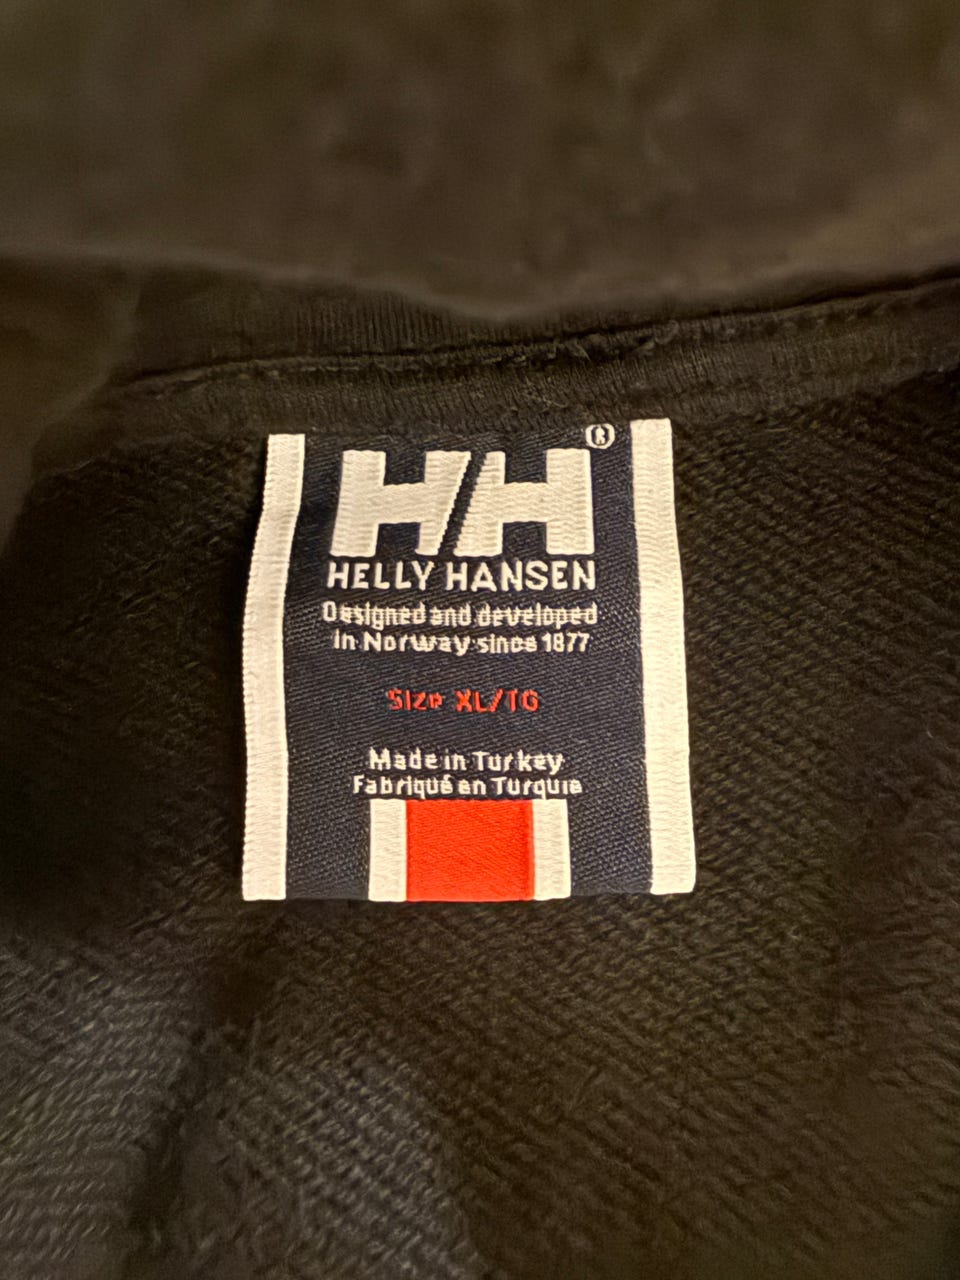 HH®
HELLY HANSEN
Designed and developed
in Norway since 1877
SIZE XL/TG
Made in Turkey
Fabriqué en Turquie